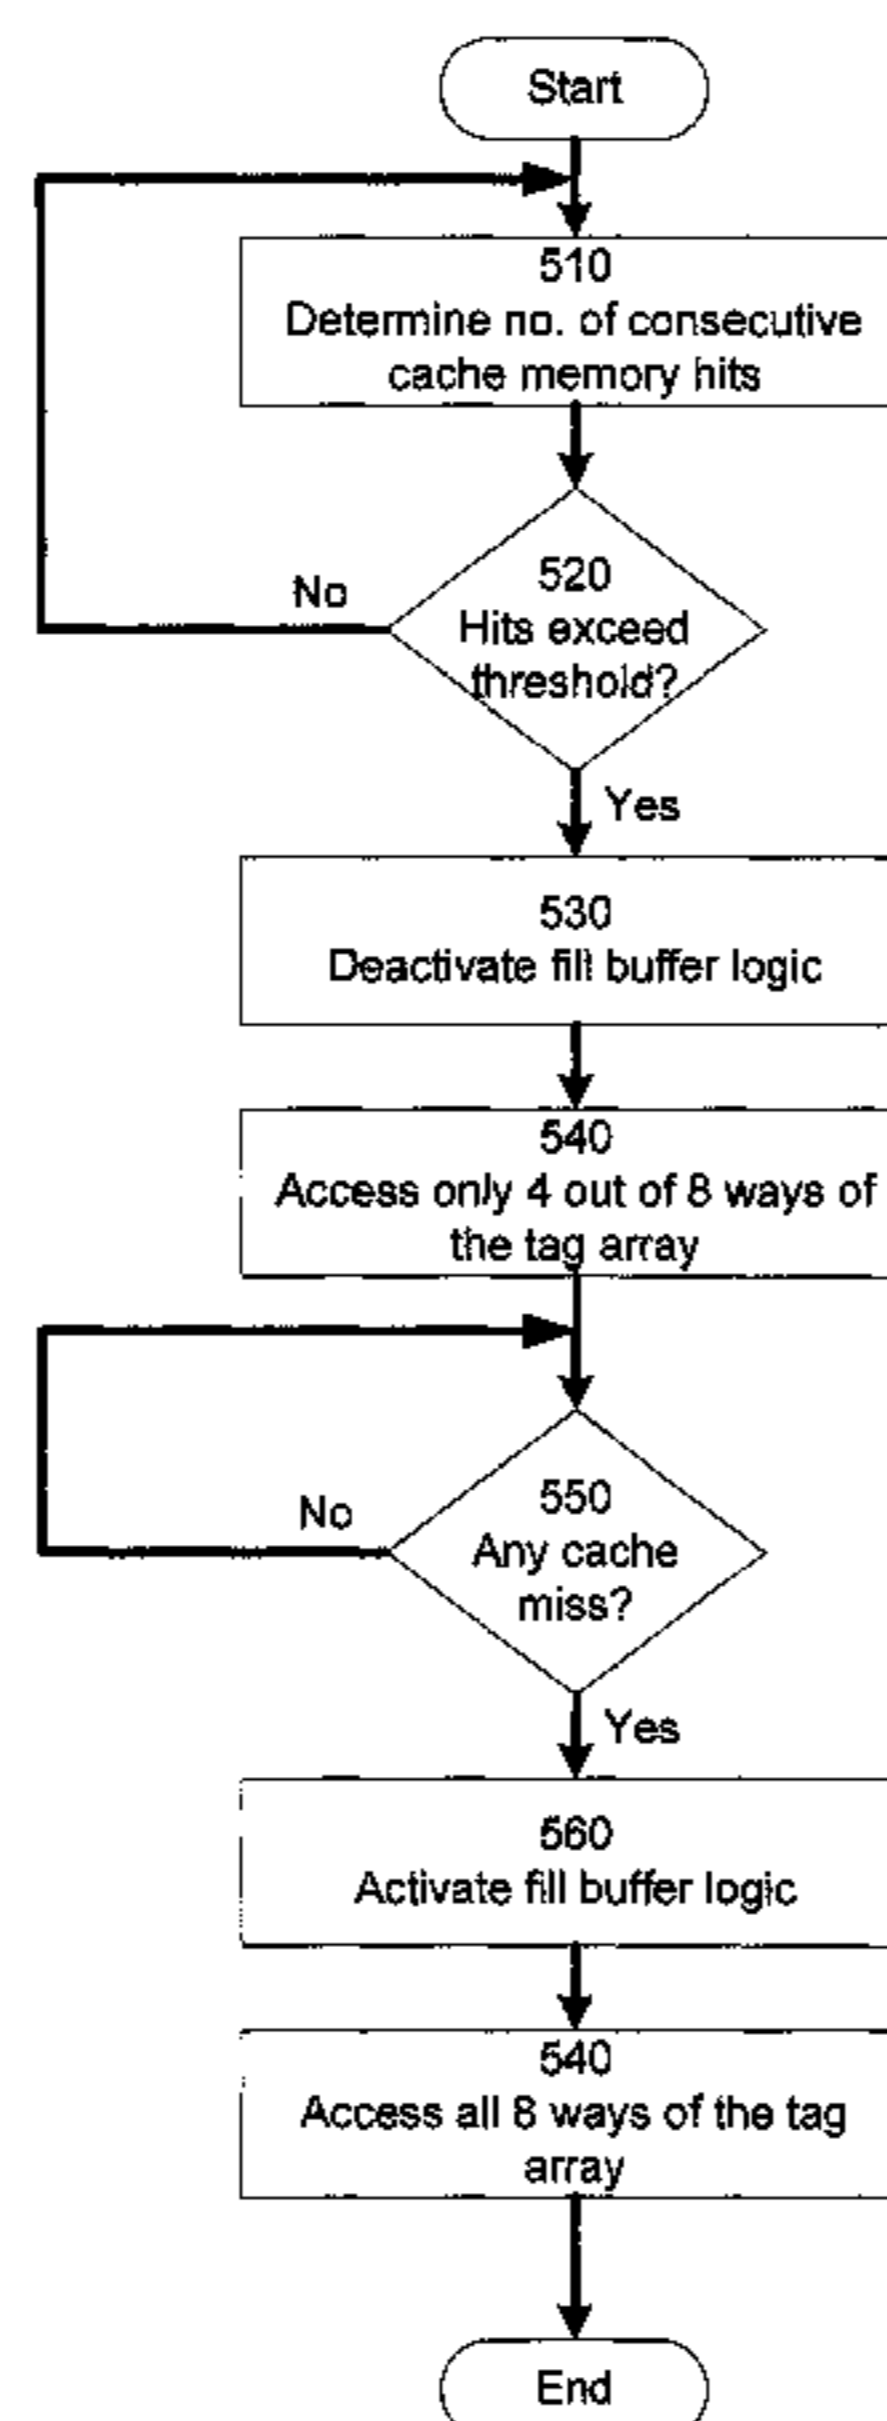 Start
510
Determine no. of consecutive
cache memory hits
520
No
Hits exceed
threshold?
Yes
530
Deactivate fill buffer logic
540
Access only 4 out of 8 ways of
the tag array
550
No
Any cache
miss?
Yes
560
Activate fill buffer logic
540
Access all 8 ways of the tag
array
End